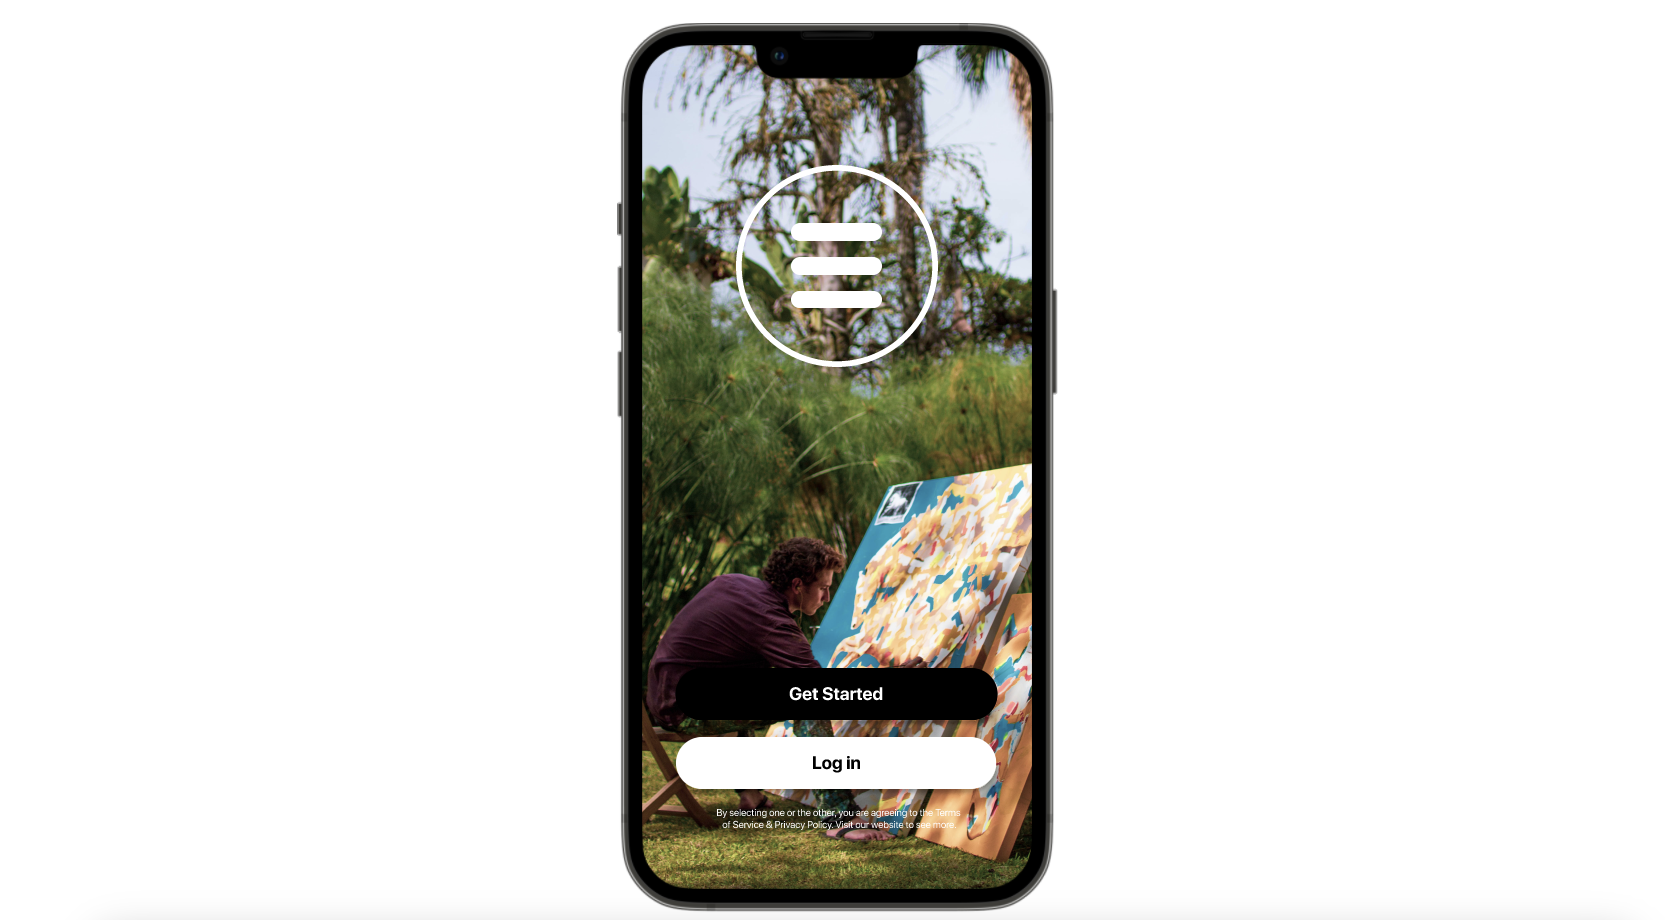 Get Started
Log in
By selecting one or the other, you are agreeing to the Terms
of Service & Privacy Policy. Visit our website to see more.